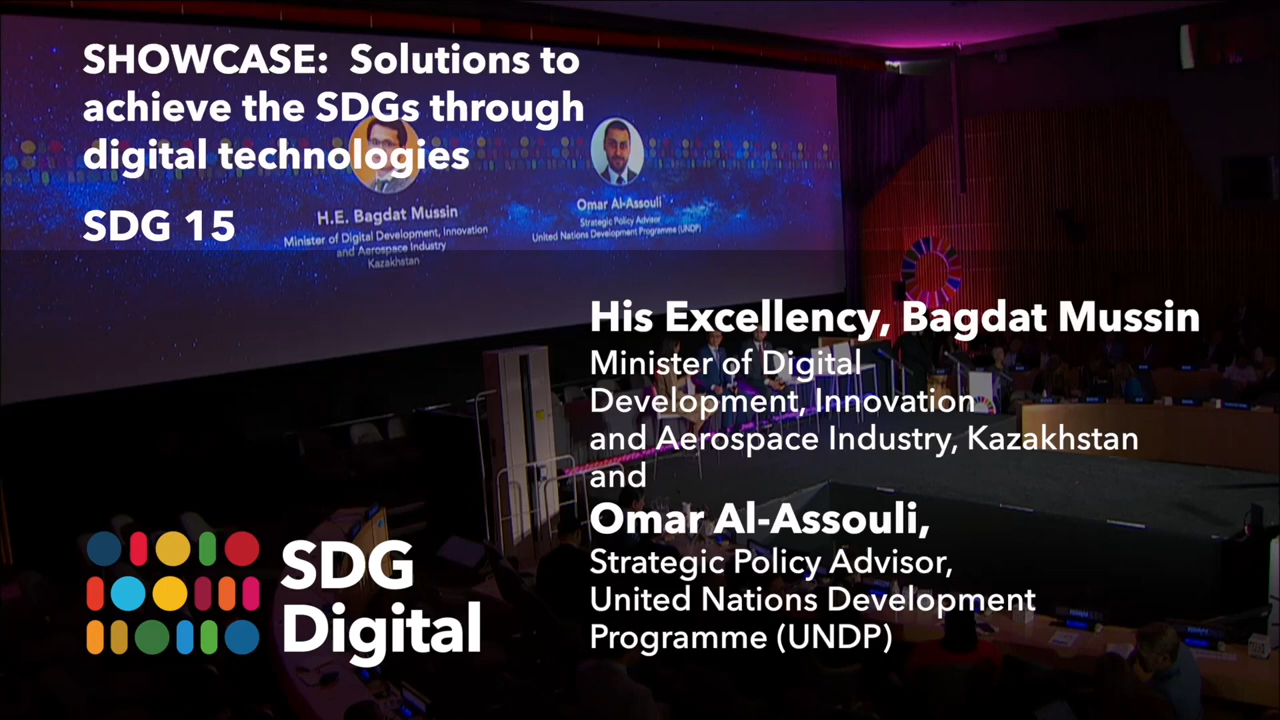 SHOWCASE: Solutions to
achieve the SDGs through
digital technologies
SDG 15
H.E. Bagdat Mussin
Minister of Digital Development, Innovation
and Aerospace Industry
Kazakhstan
Omar Al-Assouli
Strategic Policy Advisor
United Nations Development Programme (UNDP)
His Excellency, Bagdat Mussin
Minister of Digital
Development, Innovation
and Aerospace Industry, Kazakhstan
and
Omar Al-Assouli,
Strategic Policy Advisor,
United Nations Development
Programme (UNDP)
SDG
Digital